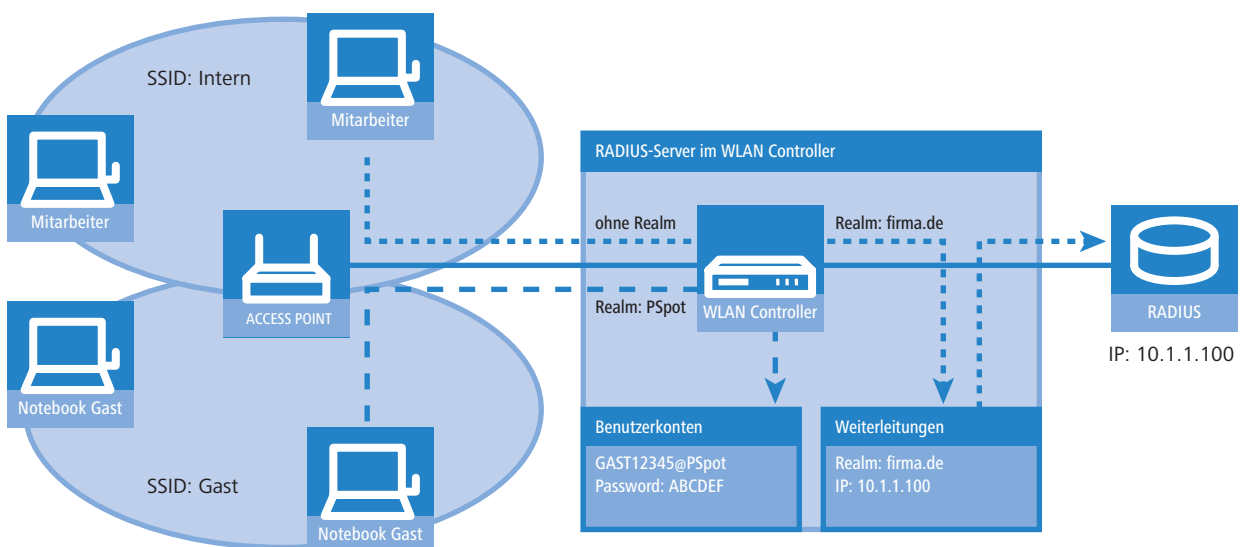 SSID: Intern
Mitarbeiter
Mitarbeiter
ACCESS POINT
Notebook Gast
SSID: Gast
Notebook Gast
RADIUS-Server im WLAN Controller
ohne Realm
Realm: firma.de
Realm: PSpot
WLAN Controller
Benutzerkonten
GAST12345@PSpot
Password: ABCDEF
Weiterleitungen
Realm: firma.de
IP: 10.1.1.100
RADIUS
IP: 10.1.1.100